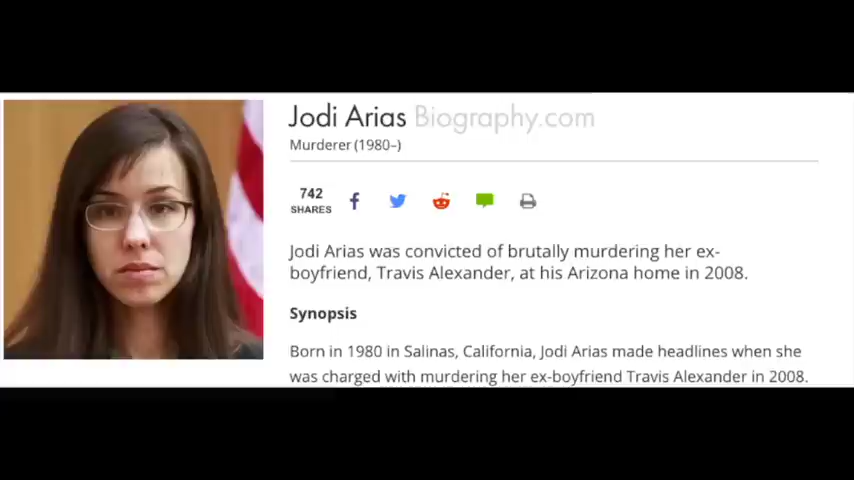 Jodi Arias Biography.com
Murderer (1980–)
742
SHARES
Jodi Arias was convicted of brutally murdering her ex-
boyfriend, Travis Alexander, at his Arizona home in 2008.
Synopsis
Born in 1980 in Salinas, California, Jodi Arias made headlines when she
was charged with murdering her ex-boyfriend Travis Alexander in 2008.